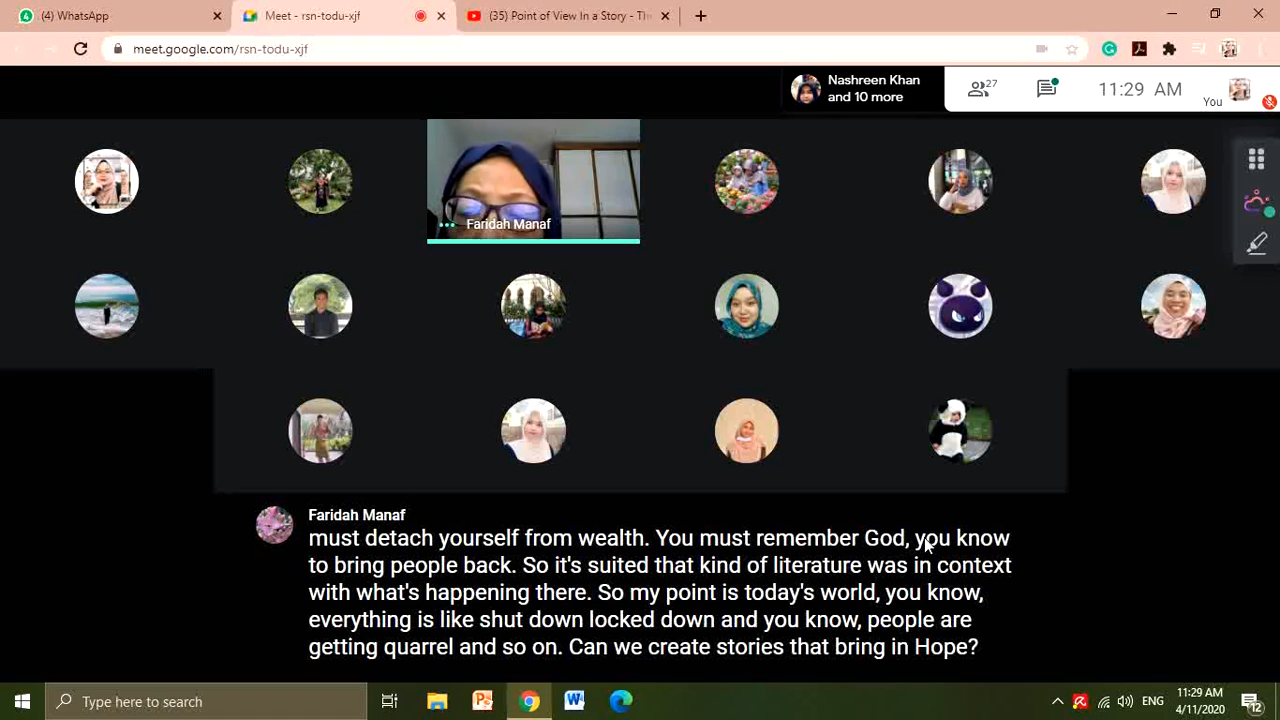 (4) WhatsApp
Meet - rsn-todu-xjf
(35) Point of View In a Story - Th
meet.google.com/rsn-todu-xjf
Nashreen Khan
and 10 more
27
11:29 AM
You
Faridah Manaf
Faridah Manaf
must detach yourself from wealth. You must remember God, you know
to bring people back. So it's suited that kind of literature was in context
with what's happening there. So my point is today's world, you know,
everything is like shut down locked down and you know, people are
getting quarrel and so on. Can we create stories that bring in Hope?
Type here to search
ENG
11:29 AM
4/11/2020
12